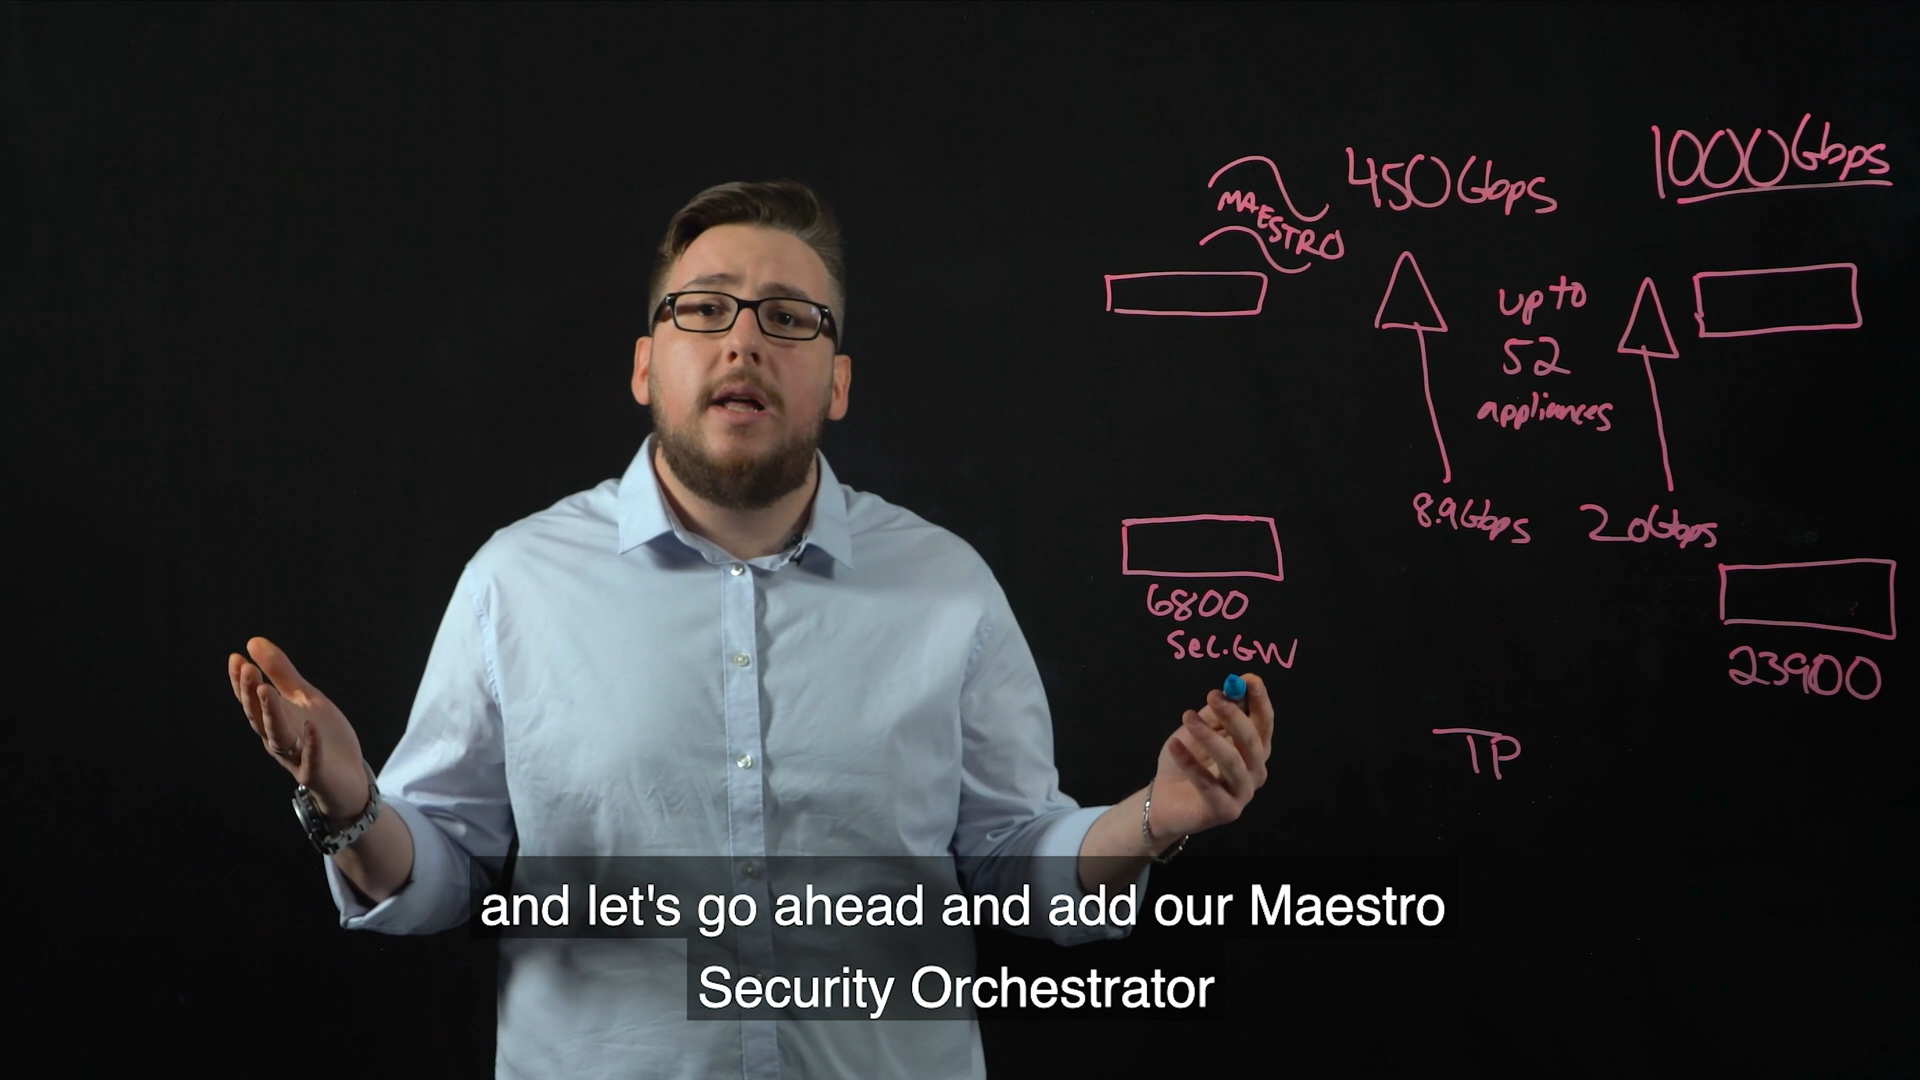 MAESTRO
450Gbps
1000Gbps
up to
52
appliances
8.9Gbps
20Gbps
6800
Sec.GW
23900
TP
and let's go ahead and add our Maestro
Security Orchestrator